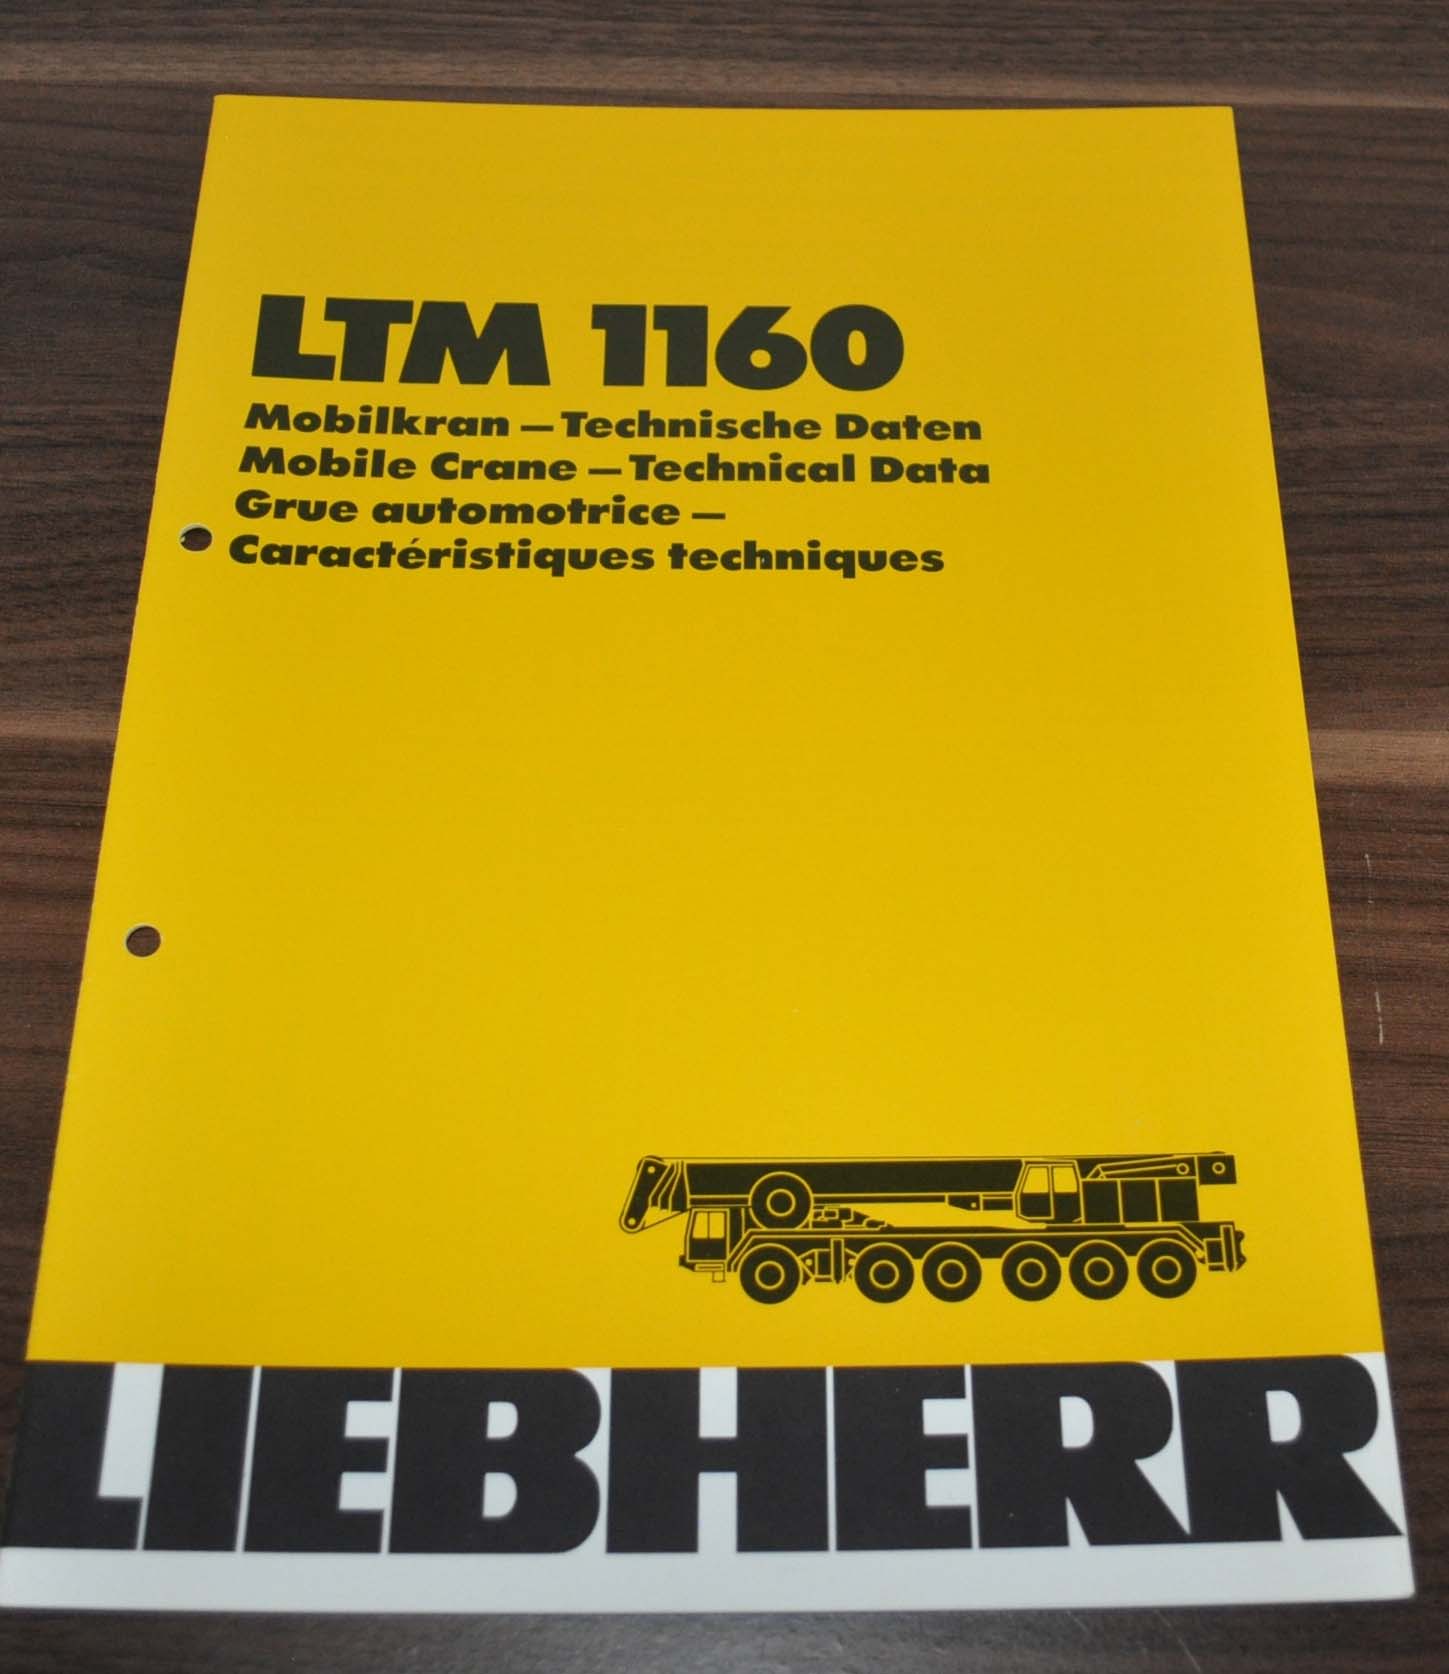 LTM 1160
Mobilkran – Technische Daten
Mobile Crane – Technical Data
Grue automotrice –
Caractéristiques techniques
LIEBHERR